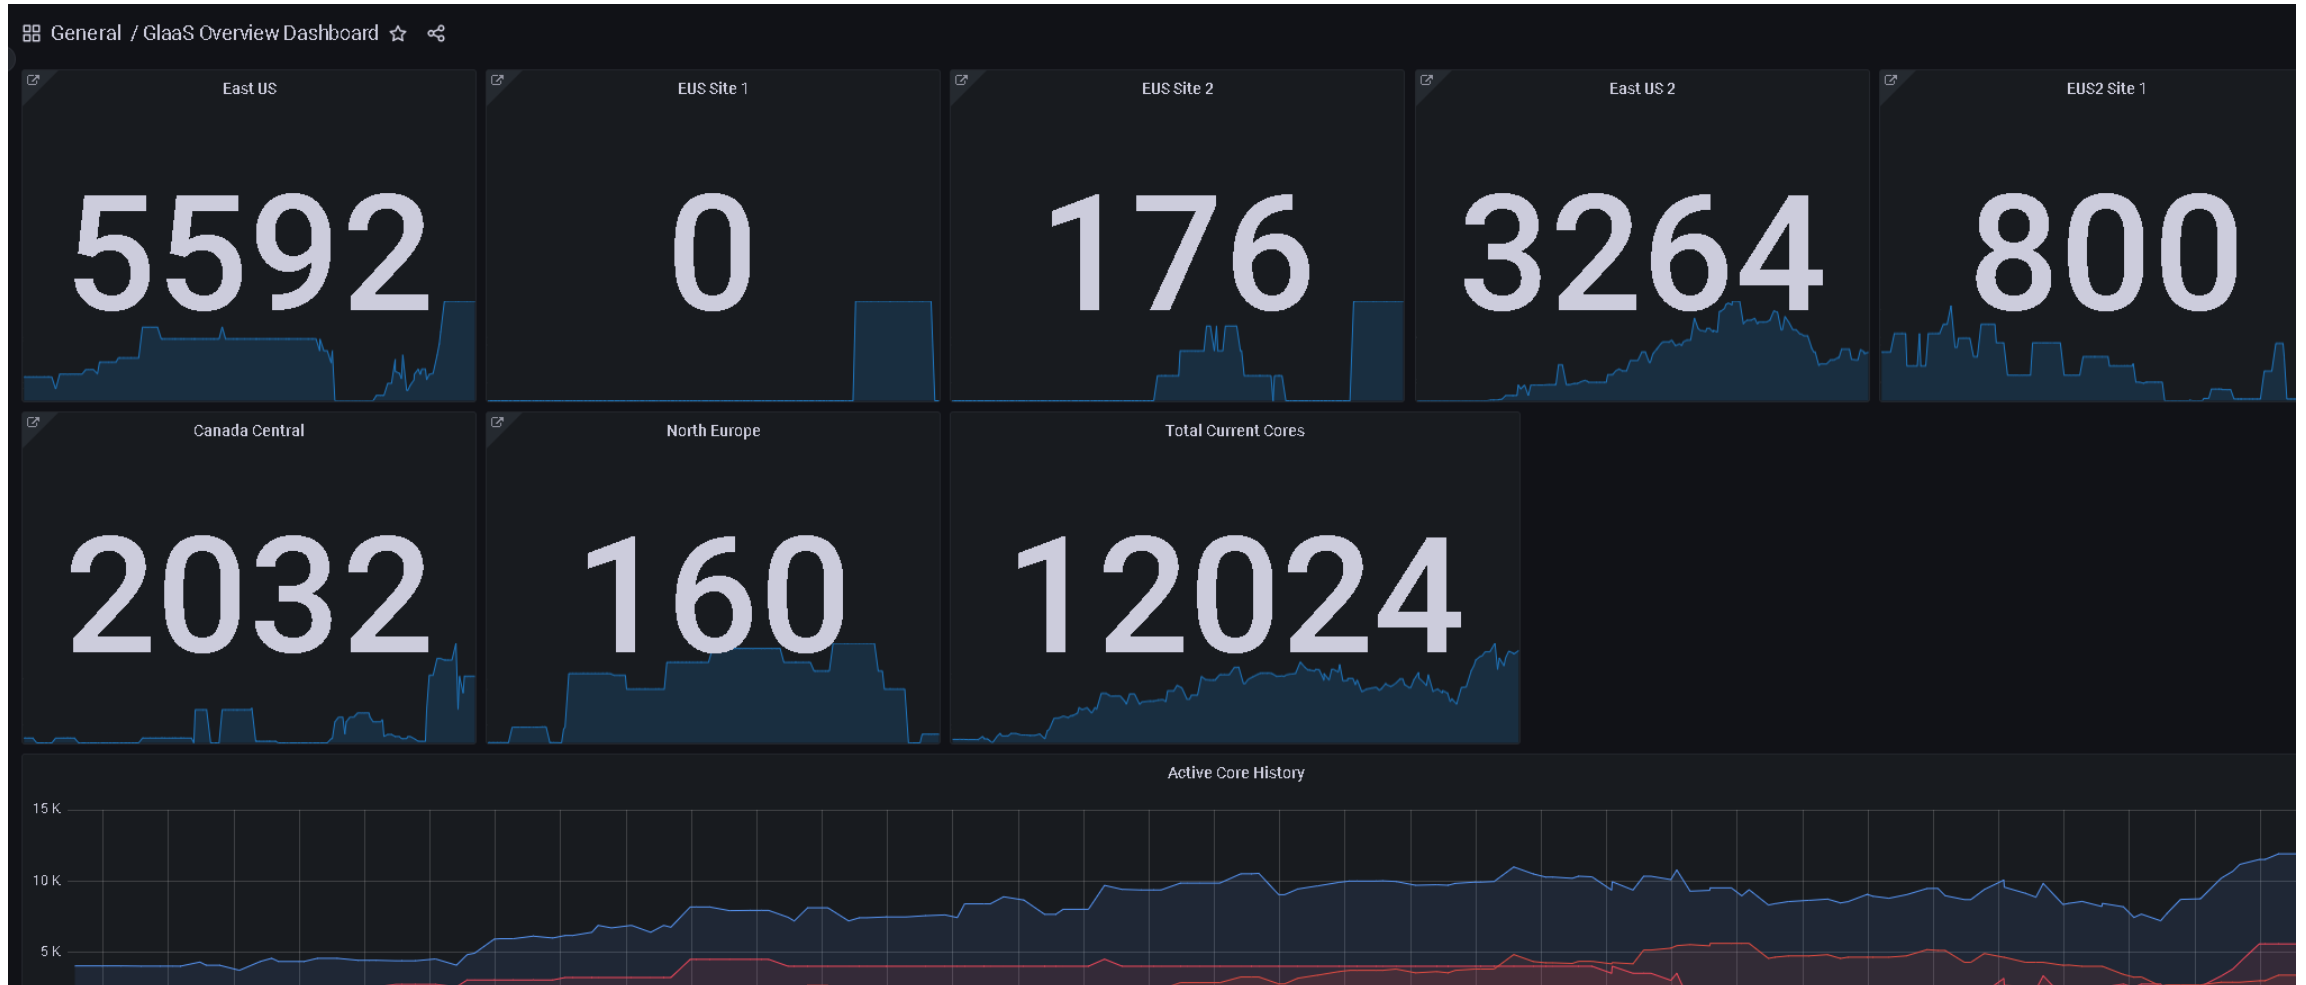 General / GlaaS Overview Dashboard
East US
5592
EUS Site 1
0
EUS Site 2
176
East US 2
3264
EUS2 Site 1
800
Canada Central
2032
North Europe
160
Total Current Cores
12024
Active Core History
15 K
10 K
5 K